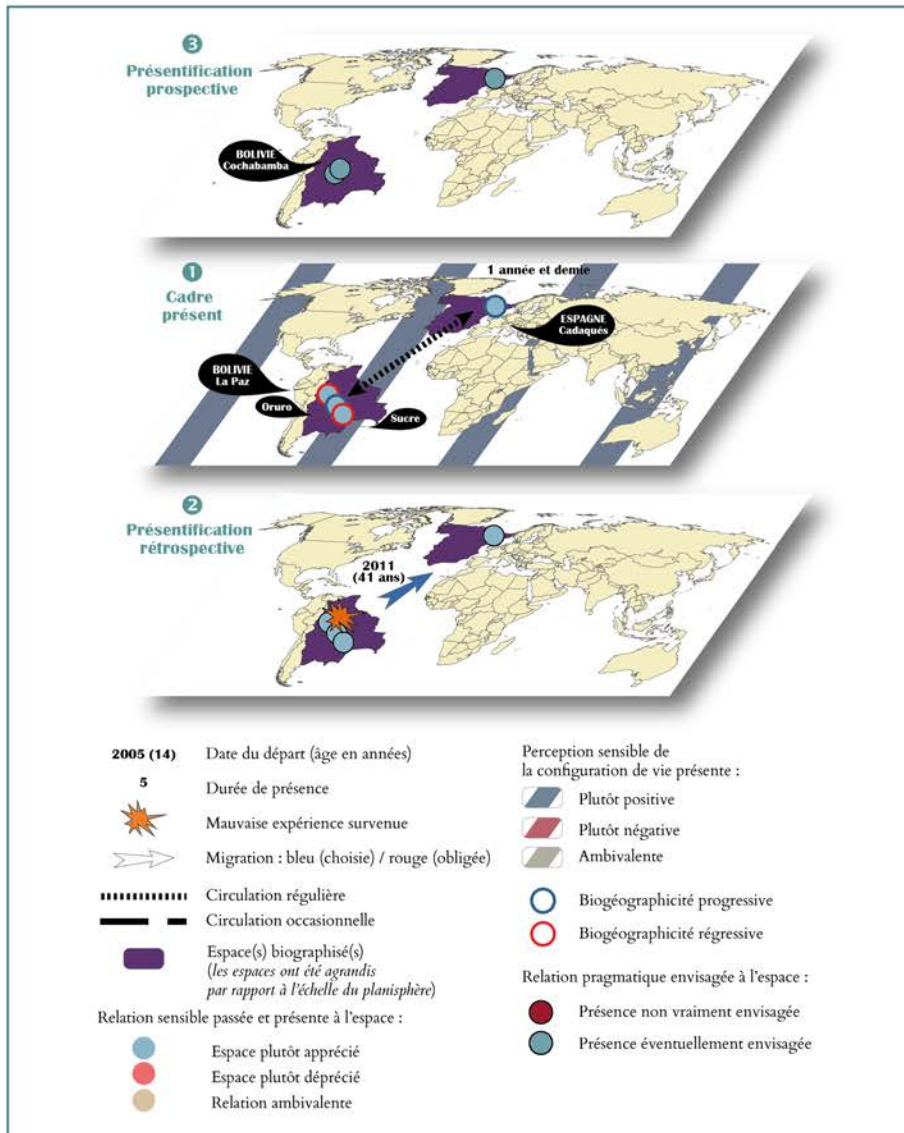 3
Présentification
prospective
BOLIVIE
Cochabamba
1
Cadre
présent
1 année et demie
ESPAGNE
Cadaqués
BOLIVIE
La Paz
Oruro
Sucre
2
Présentification
rétrospective
2011
(41 ans)
2005 (14) Date du départ (âge en années)
5 Durée de présence
Mauvaise expérience survenue
Migration : bleu (choisie) / rouge (obligée)
Circulation régulière
Circulation occasionnelle
Espace(s) biographisé(s)
(les espaces ont été agrandis
par rapport à l'échelle du planisphère)
Relation sensible passée et présente à l'espace :
Espace plutôt apprécié
Espace plutôt déprécié
Relation ambivalente
Perception sensible de
la configuration de vie présente :
Plutôt positive
Plutôt négative
Ambivalente
Biogéographicité progressive
Biogéographicité régressive
Relation pragmatique envisagée à l'espace :
Présence non vraiment envisagée
Présence éventuellement envisagée